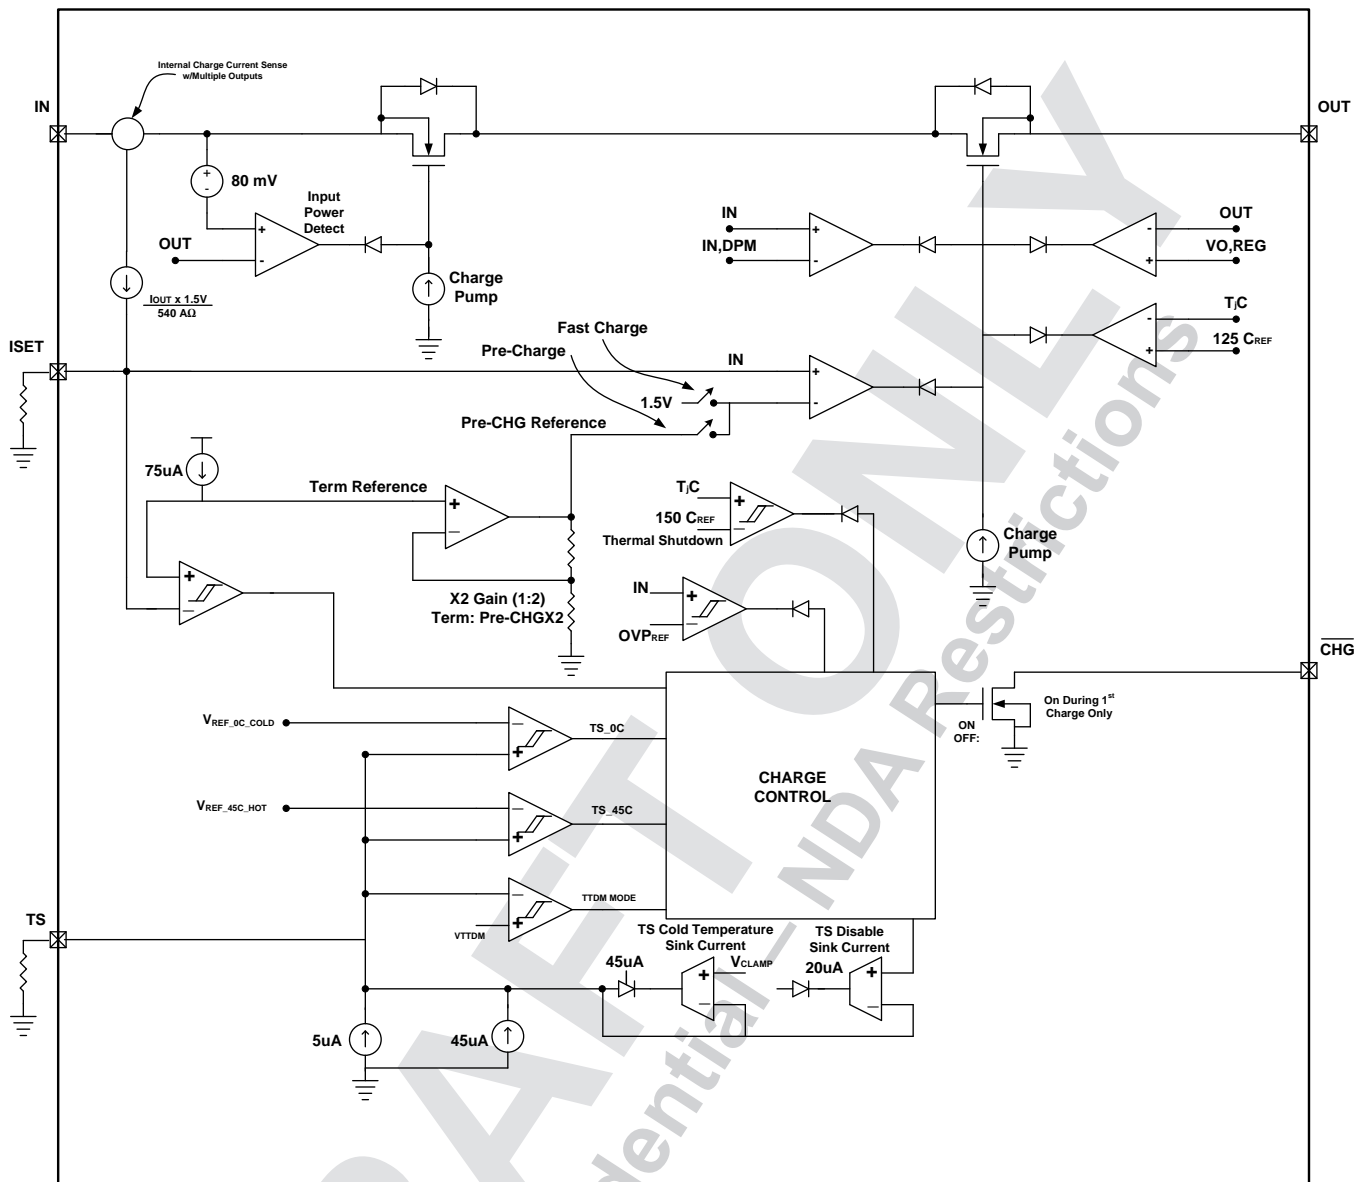 Internal Charge Current Sense
w/Multiple Outputs
IN
OUT
+
-
80 mV
Input
Power
Detect
OUT
+
-
Charge
Pump
IOUT x 1.5V
540 AΩ
IN
IN,DPM
+
-
OUT
VO,REG
-
+
TjC
125 CREF
-
+
ISET
Fast Charge
Pre-Charge
IN
1.5V
+
-
Pre-CHG Reference
75uA
Term Reference
+
−
TjC
150 CREF
Thermal Shutdown
+
−
Charge
Pump
+
−
X2 Gain (1:2)
Term: Pre-CHGX2
IN
OVPREF
+
−
CHG
VREF_0C_COLD
−
+
TS_0C
ON
OFF:
On During 1st
Charge Only
CHARGE
CONTROL
VREF_45C_HOT
−
+
TS_45C
−
+
TTDM MODE
VTTDM
TS
TS Cold Temperature
Sink Current
TS Disable
Sink Current
45uA
+
−
VCLAMP
20uA
+
−
5uA
45uA
DRAFT ONLY
dential – NDA Restrictions